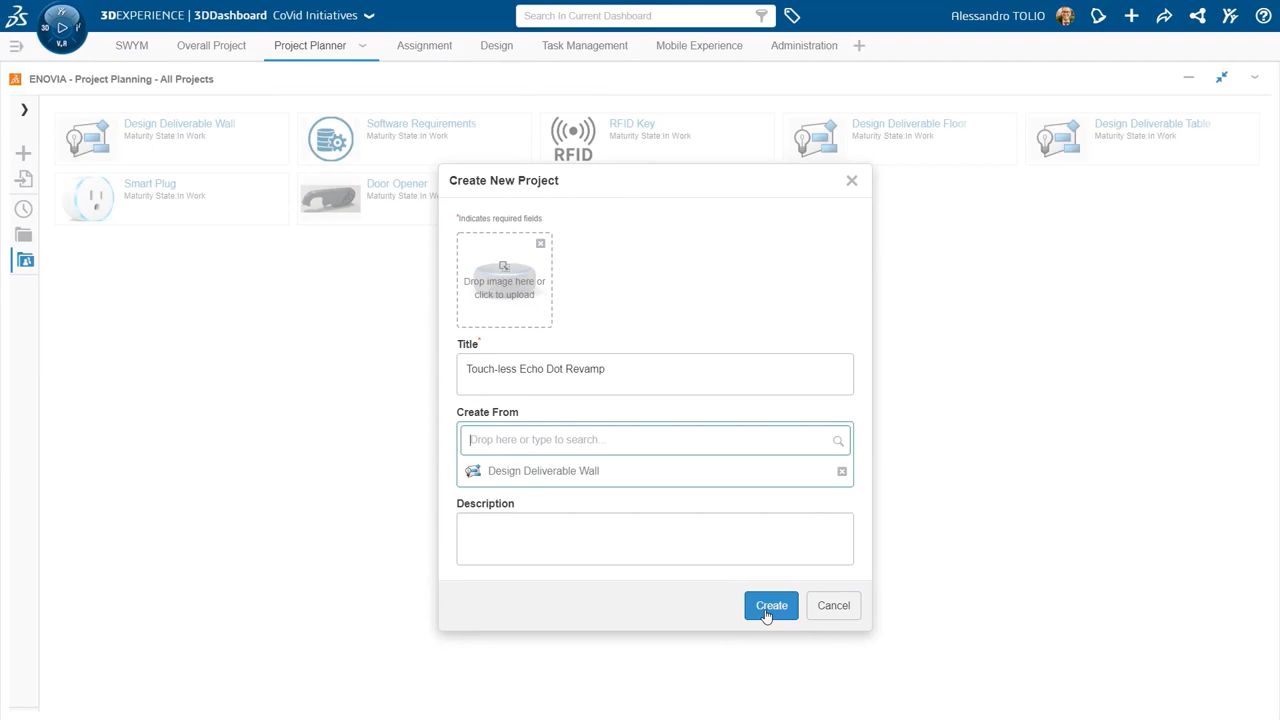 3DEXPERIENCE | 3DDashboard CoVid Initiatives
Search In Current Dashboard
Alessandro TOLIO
3D
V.R
SWYM
Overall Project
Project Planner
Assignment
Design
Task Management
Mobile Experience
Administration
ENOVIA - Project Planning - All Projects
Design Deliverable Wall
Maturity State:In Work
Software Requirements
Maturity State:In Work
RFID
RFID Key
Maturity State:In Work
Design Deliverable Floor
Maturity State:In Work
Design Deliverable Table
Maturity State:In Work
Smart Plug
Maturity State:In Work
Door Opener
Maturity State:In Work
Create New Project
*Indicates required fields
Drop image here or
click to upload
Title*
Touch-less Echo Dot Revamp
Create From
Drop here or type to search...
Design Deliverable Wall
Description
Create
Cancel